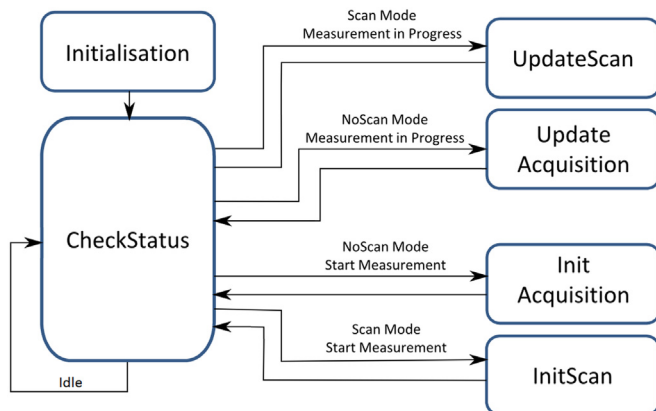 Scan Mode
Measurement in Progress
Initialisation
UpdateScan
NoScan Mode
Measurement in Progress
Update
Acquisition
CheckStatus
NoScan Mode
Start Measurement
Init
Acquisition
Scan Mode
Start Measurement
InitScan
Idle